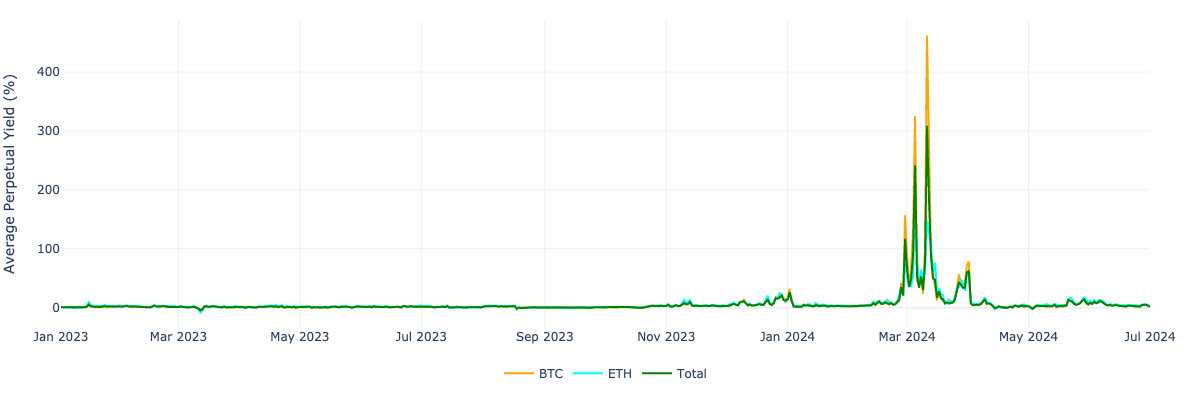 Average Perpetual Yield (%)
400
300
200
100
0
Jan 2023 Mar 2023 May 2023 Jul 2023 Sep 2023 Nov 2023 Jan 2024 Mar 2024 May 2024 Jul 2024
BTC ETH Total